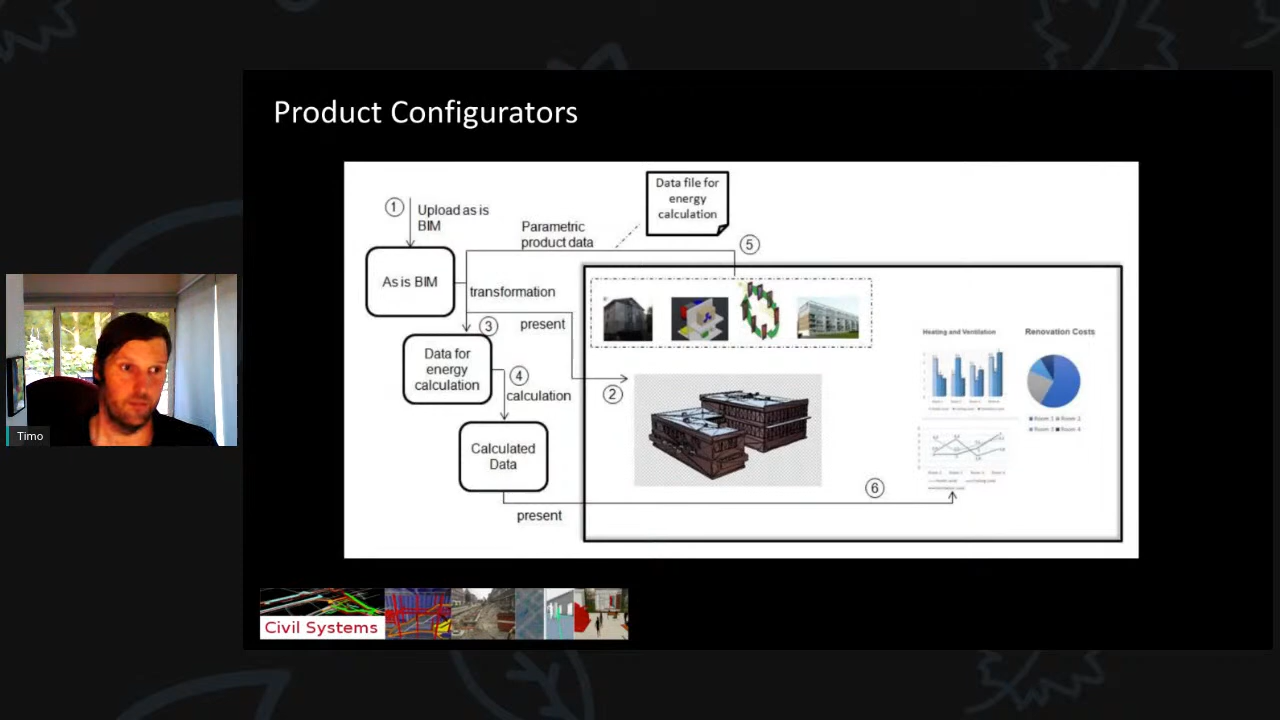 Product Configurators
Data file for
energy
calculation
1
Upload as is
BIM
Parametric
product data
5
As is BIM
transformation
3
present
Data for
energy
calculation
4
calculation
2
Heating and Ventilation
Renovation Costs
Calculated
Data
6
present
Timo
Civil Systems